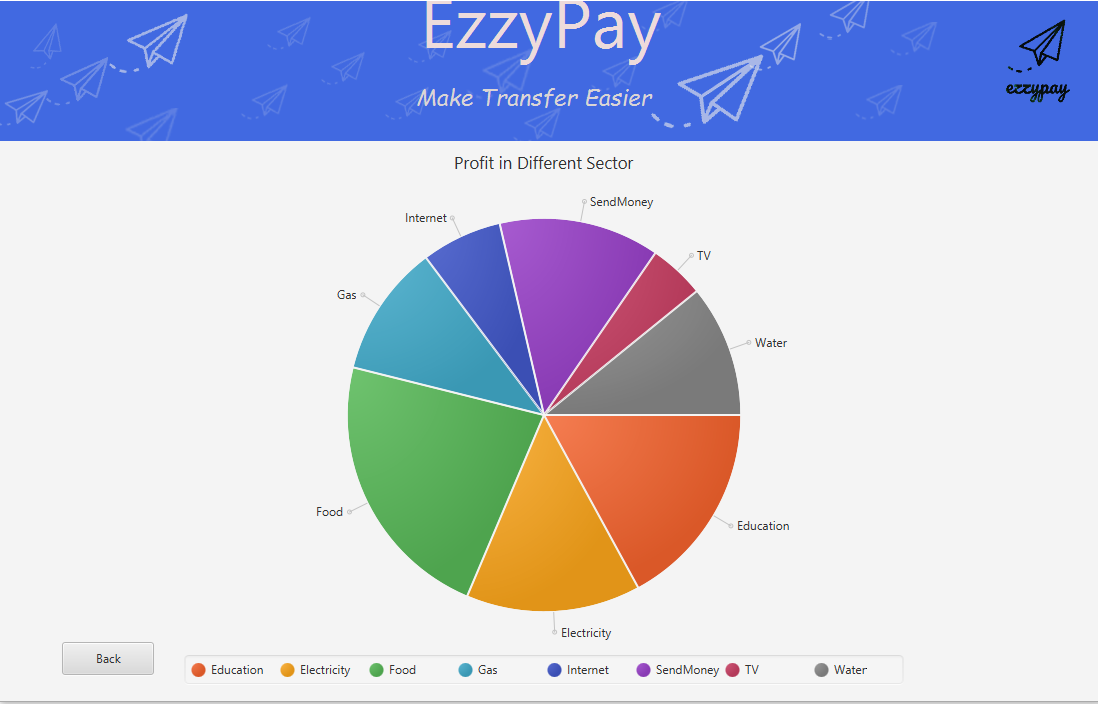 EzzyPay
Make Transfer Easier
ezzypay
Profit in Different Sector
SendMoney
Internet
TV
Gas
Water
Food
Education
Electricity
Back
Education Electricity Food Gas Internet SendMoney TV Water